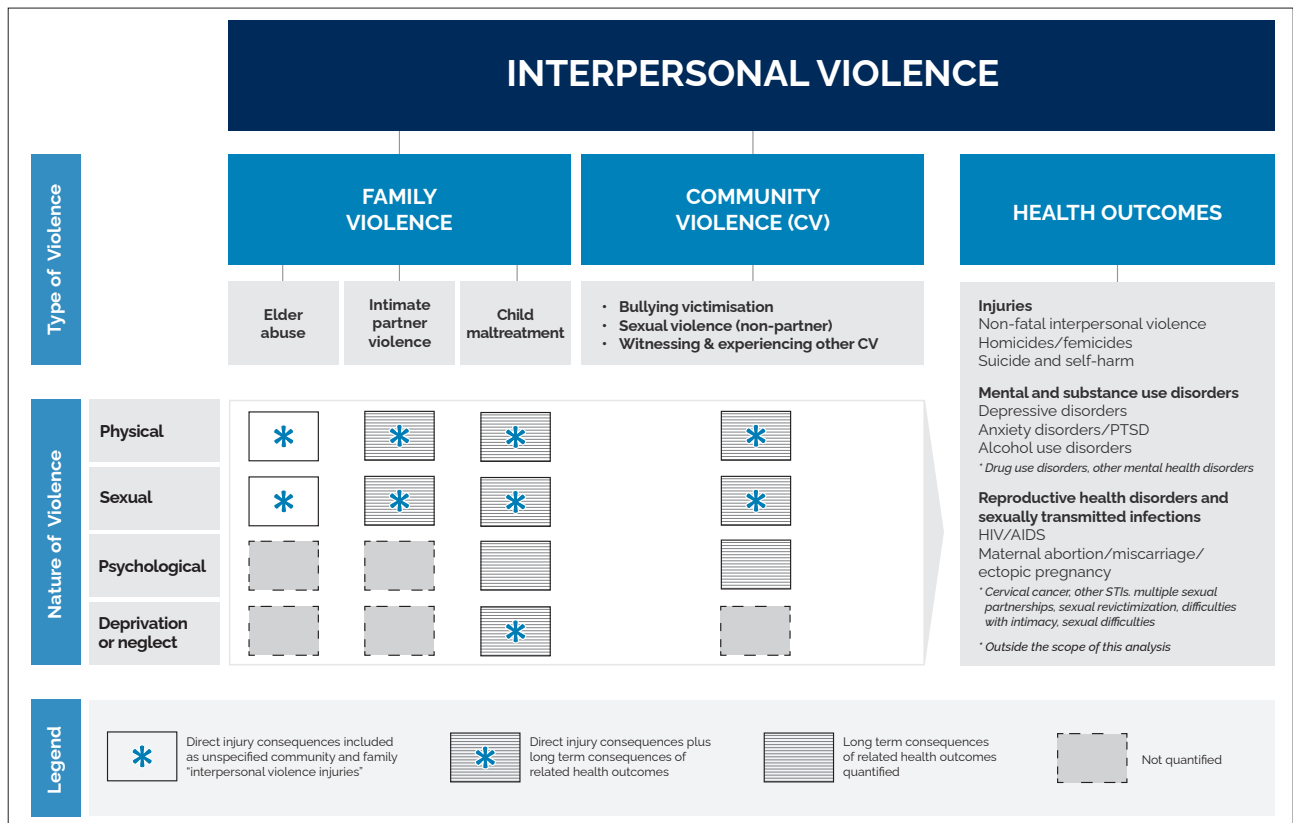 INTERPERSONAL VIOLENCE
Type of Violence
FAMILY
VIOLENCE
COMMUNITY
VIOLENCE (CV)
HEALTH OUTCOMES
Elder
abuse
Intimate
partner
violence
Child
maltreatment
• Bullying victimisation
• Sexual violence (non-partner)
• Witnessing & experiencing other CV
Injuries
Non-fatal interpersonal violence
Homicides/femicides
Suicide and self-harm
Mental and substance use disorders
Depressive disorders
Anxiety disorders/PTSD
Alcohol use disorders
* Drug use disorders, other mental health disorders
Reproductive health disorders and
sexually transmitted infections
HIV/AIDS
Maternal abortion/miscarriage/
ectopic pregnancy
* Cervical cancer, other STIs. multiple sexual
partnerships, sexual revictimization, difficulties
with intimacy, sexual difficulties
* Outside the scope of this analysis
Nature of Violence
Physical
Sexual
Psychological
Deprivation
or neglect
Legend
Direct injury consequences included
as unspecified community and family
“interpersonal violence injuries”
Direct injury consequences plus
long term consequences of
related health outcomes
Long term consequences
of related health outcomes
quantified
Not quantified